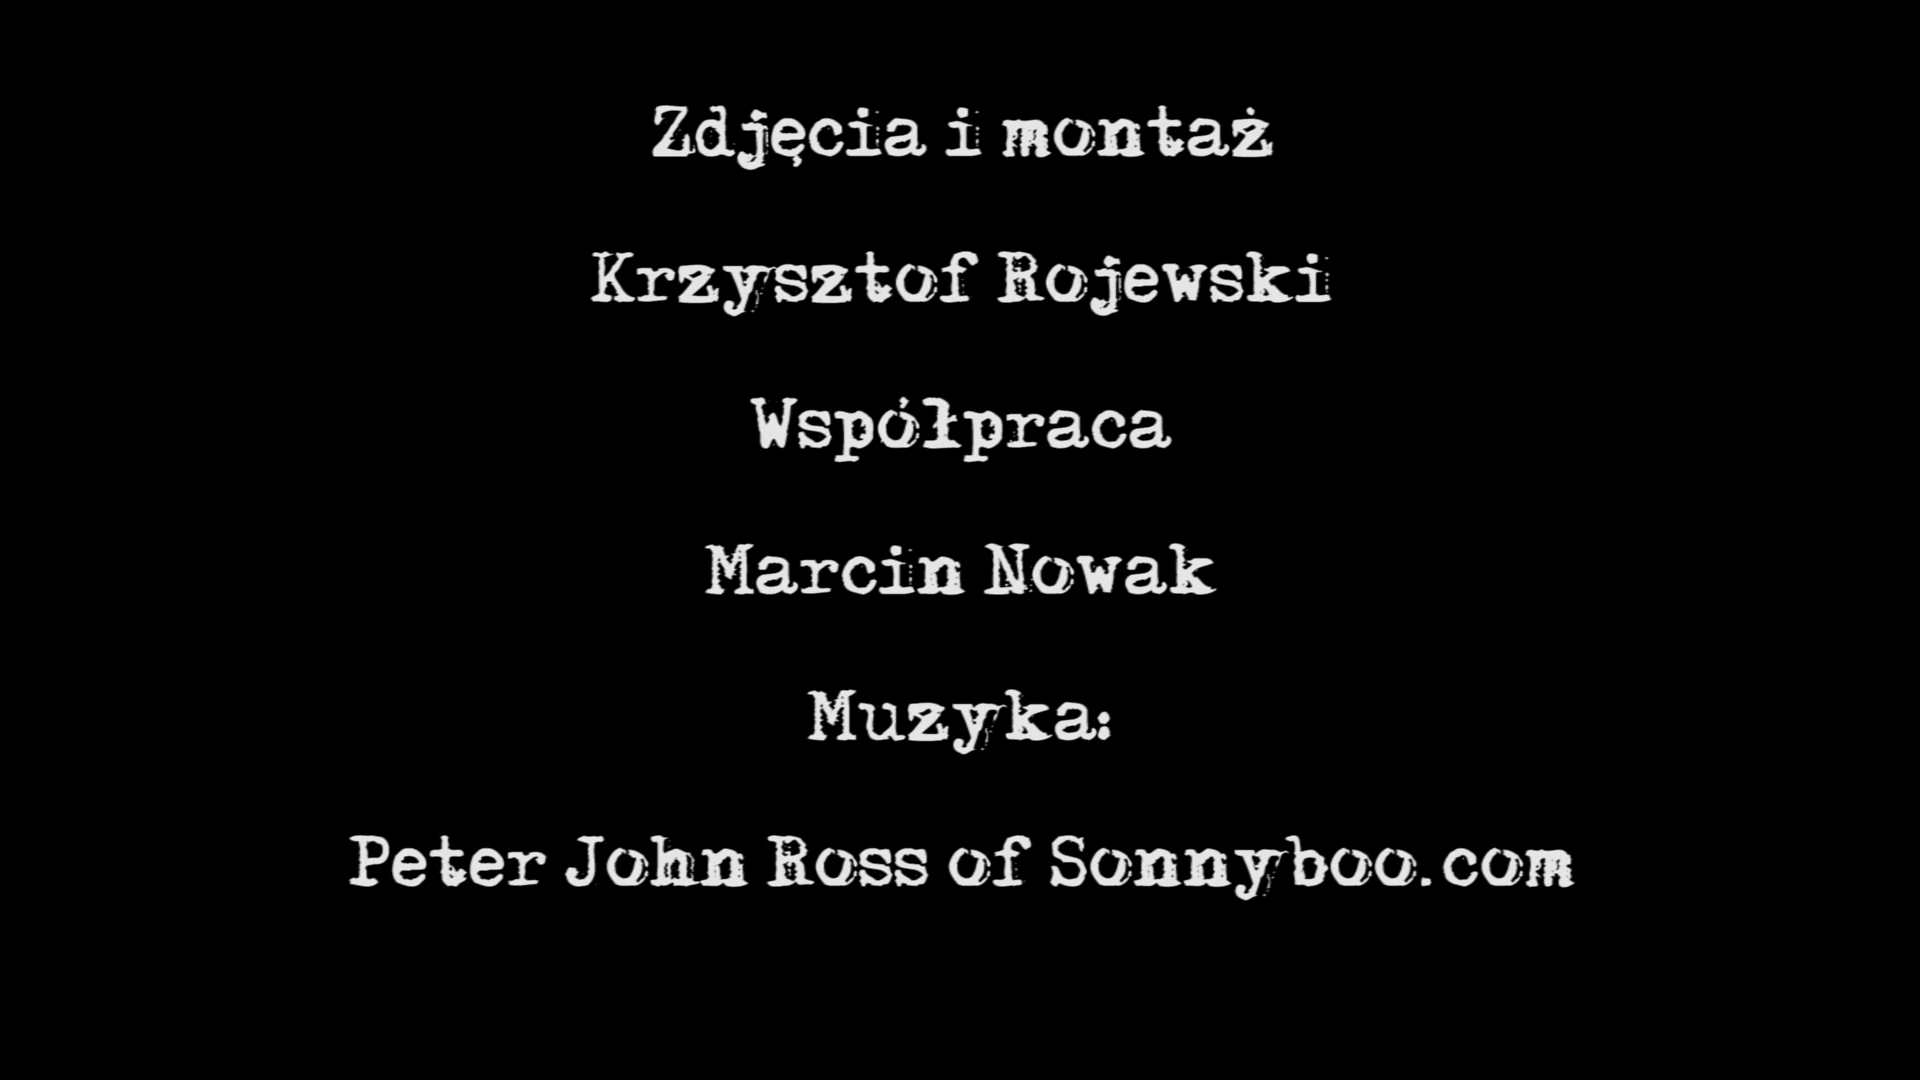 Zdjęcia i montaż
Krzysztof Rojewski
Współpraca
Marcin Nowak
Muzyka:
Peter John Ross of Sonnyboo.com